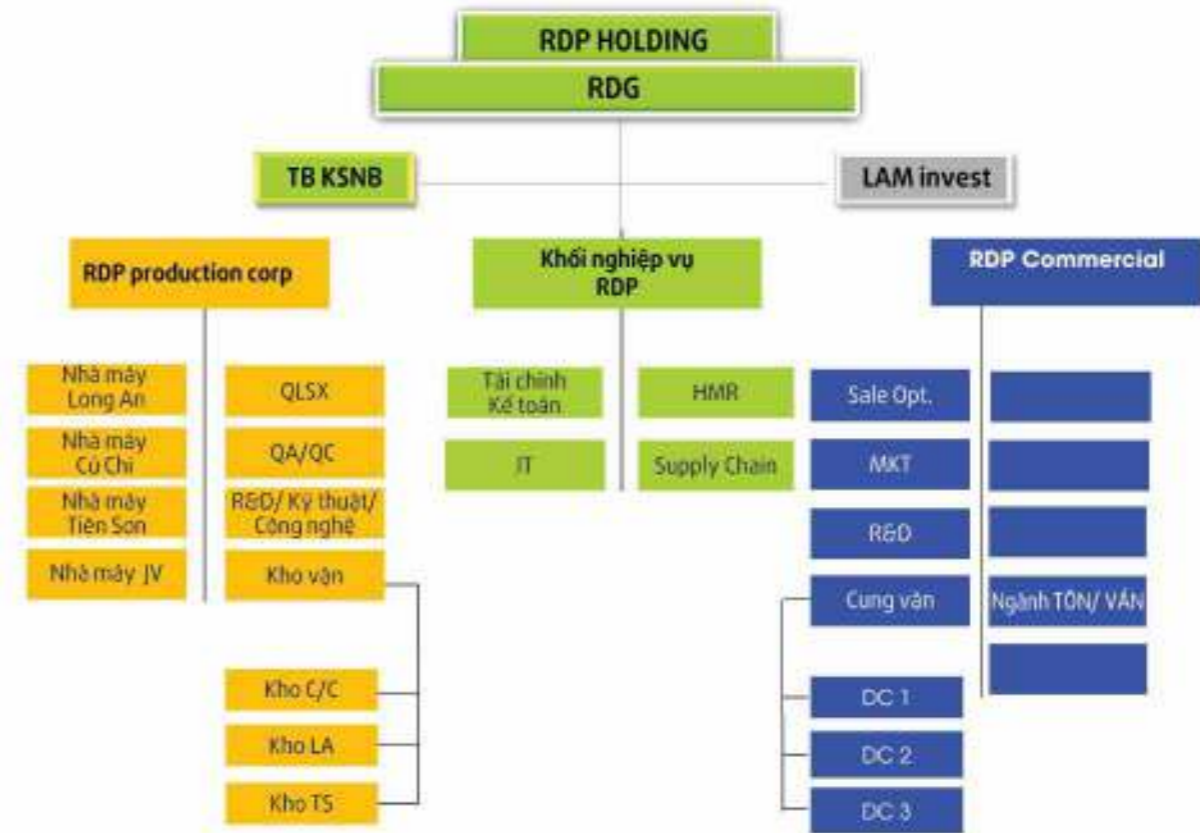 RDP HOLDING
RDG
TB KSNB
LAM invest
RDP production corp
Khối nghiệp vụ
RDP
RDP Commercial
Nhà máy
Long An
QLSX
Nhà máy
Củ Chi
QA/QC
Nhà máy
Tiên Sơn
R&D/ Kỹ thuật/
Công nghệ
Nhà máy JV
Kho vận
Kho C/C
Kho LA
Kho TS
Tài chính
Kế toán
HMR
IT
Supply Chain
Sale Opt.
MKT
R&D
Cung vận
Ngành TÔN/ VÁN
DC 1
DC 2
DC 3